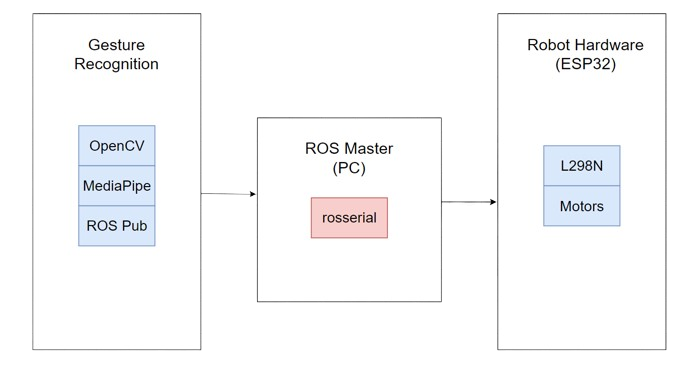 Gesture
Recognition
OpenCV
MediaPipe
ROS Pub
ROS Master
(PC)
rosserial
Robot Hardware
(ESP32)
L298N
Motors